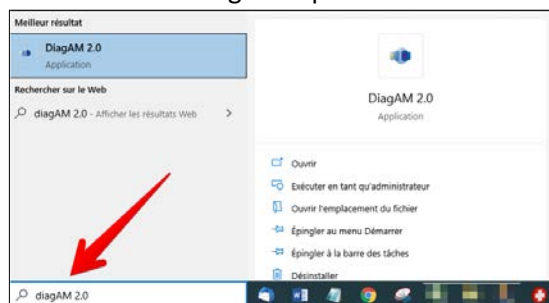 Meilleur résultat
DiagAM 2.0
Application
Rechercher sur le Web
diagAM 2.0 - Afficher les résultats Web
DiagAM 2.0
Application
Ouvrir
Exécuter en tant qu'administrateur
Ouvrir l'emplacement du fichier
Épingler au menu Démarrer
Épingler à la barre des tâches
Désinstaller
diagAM 2.0